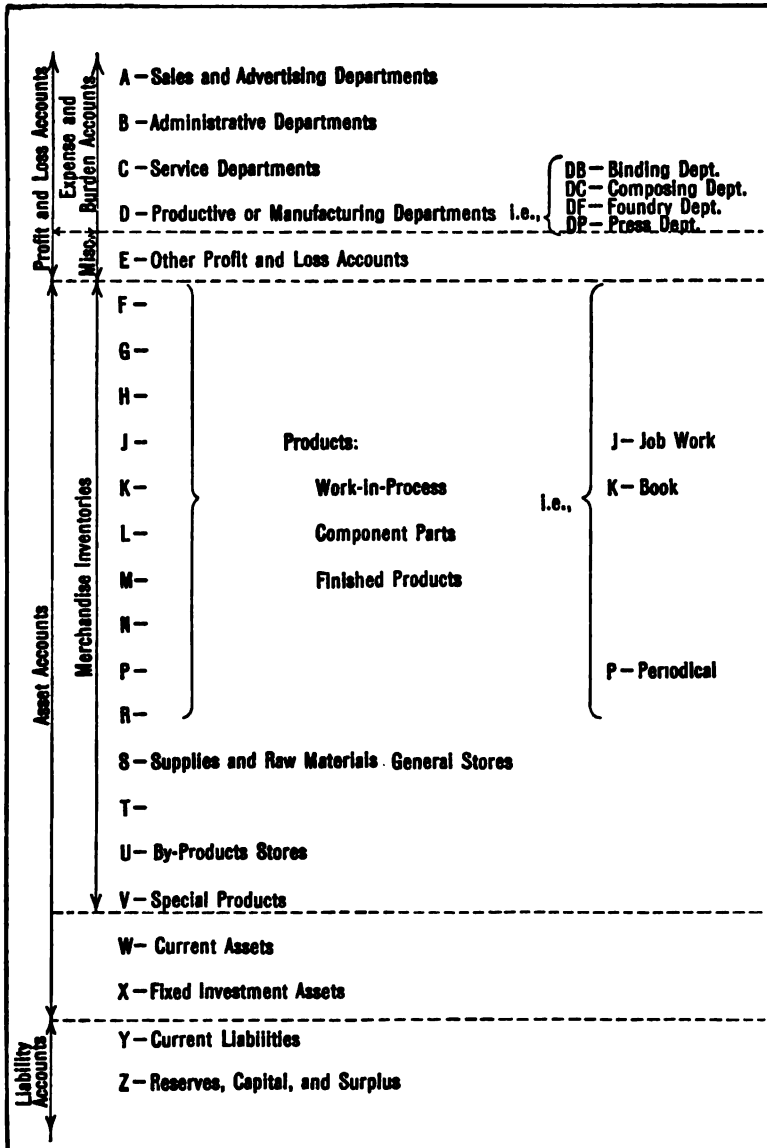 A — Sales and Advertising Departments
B — Administrative Departments
C — Service Departments
D — Productive or Manufacturing Departments i.e.,
DB — Binding Dept.
DC — Composing Dept.
DF — Foundry Dept.
DP — Press Dept.
E — Other Profit and Loss Accounts
Profit and Loss Accounts
Misc., Burden Accounts
Expense and
F —
G —
H —
J —
K —
L —
M —
N —
P —
R —
Products:
Work-in-Process
Component Parts
Finished Products
i.e.,
J — Job Work
K — Book
P — Periodical
S — Supplies and Raw Materials General Stores
T —
U — By-Products Stores
V — Special Products
Merchandise Inventories
Asset Accounts
W — Current Assets
X — Fixed Investment Assets
Y — Current Liabilities
Z — Reserves, Capital, and Surplus
Liability
Accounts